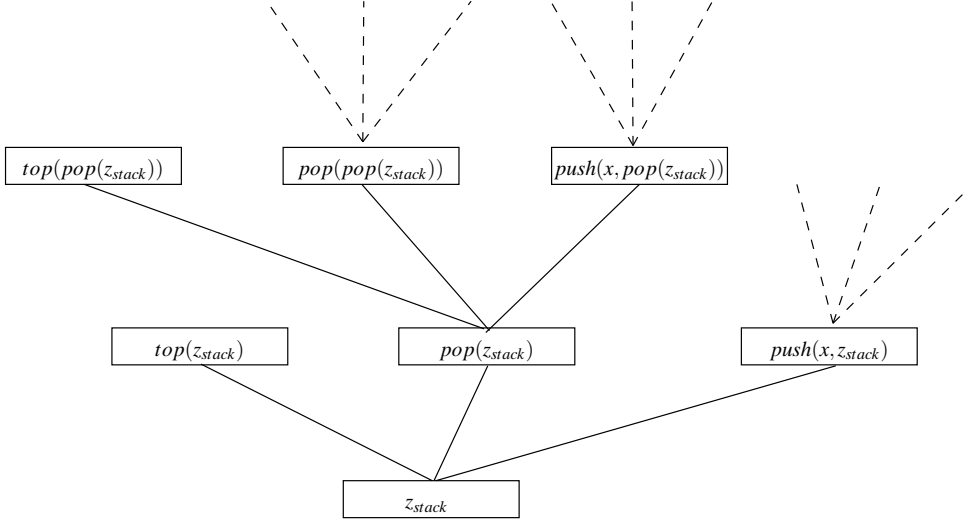 top(pop(z_stack))
pop(pop(z_stack))
push(x, pop(z_stack))
top(z_stack)
pop(z_stack)
push(x, z_stack)
z_stack